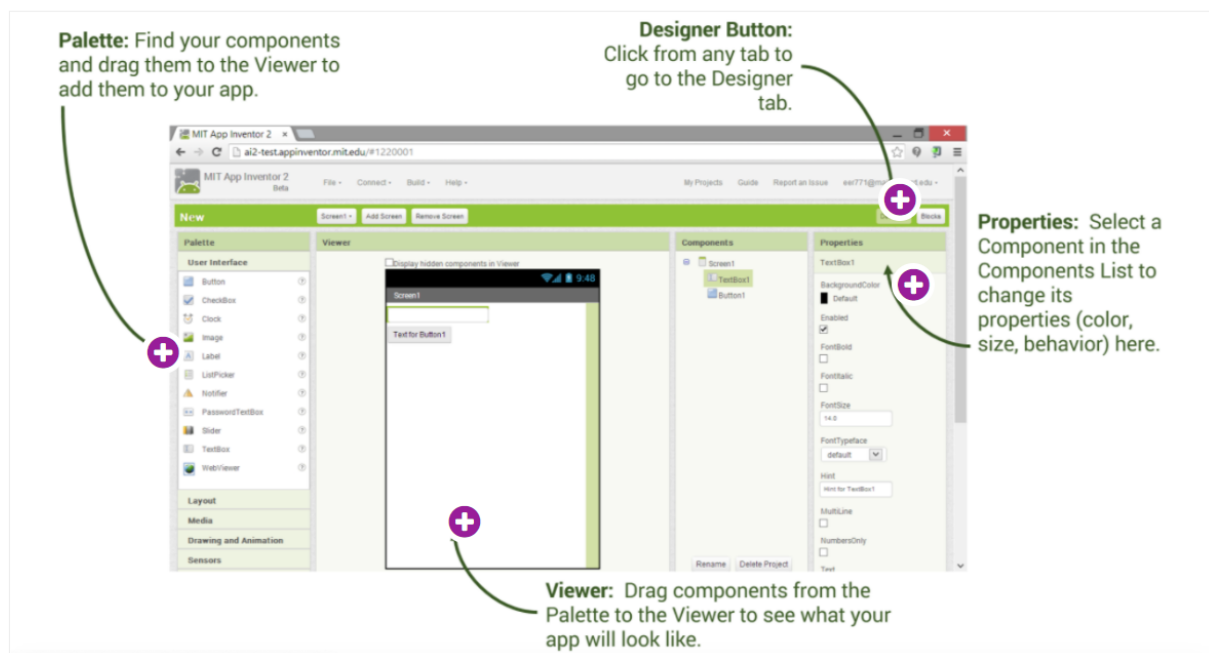 Palette: Find your components
and drag them to the Viewer to
add them to your app.
Designer Button:
Click from any tab to
go to the Designer
tab.
MIT App Inventor 2
ai2-test.appinventor.mit.edu/#1220001
MIT App Inventor 2
Beta
File
Connect
Build
Help
My Projects
Guide
Report an Issue
New
Screen1
Add Screen
Remove Screen
Blocks
Palette
Viewer
Components
Properties
User Interface
Button
CheckBox
Clock
Image
Label
ListPicker
Notifier
PasswordTextBox
Slider
TextBox
WebViewer
Layout
Media
Drawing and Animation
Sensors
Display hidden components in Viewer
9:48
Screen1
Text for Button1
Screen1
TextBox1
Button1
Rename
Delete Project
TextBox1
BackgroundColor
Default
Enabled
FontBold
FontItalic
FontSize
14.0
FontTypeface
default
Hint
Hint for TextBox1
MultiLine
NumbersOnly
Text
Properties: Select a
Component in the
Components List to
change its
properties (color,
size, behavior) here.
Viewer: Drag components from the
Palette to the Viewer to see what your
app will look like.